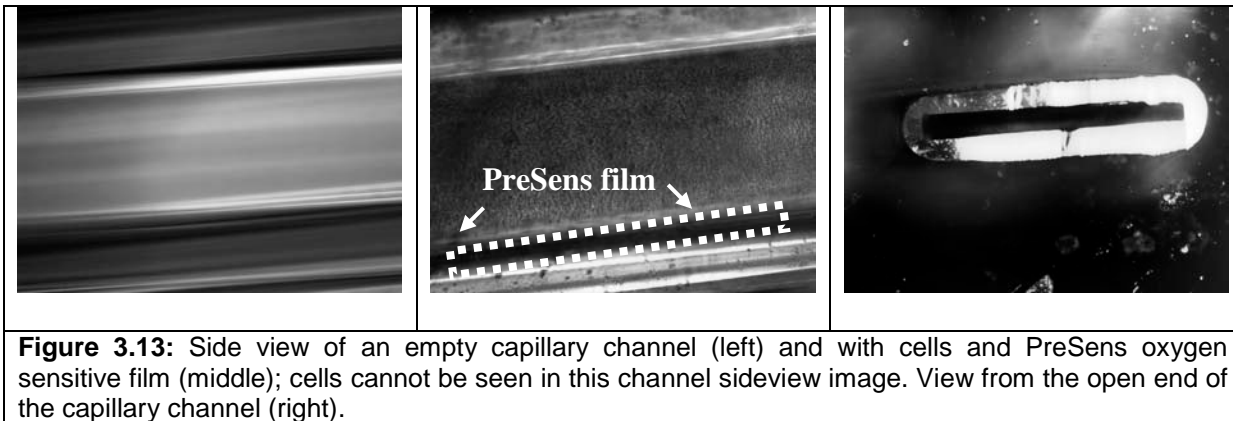 PreSens film
Figure 3.13: Side view of an empty capillary channel (left) and with cells and PreSens oxygen
sensitive film (middle); cells cannot be seen in this channel sideview image. View from the open end of
the capillary channel (right).